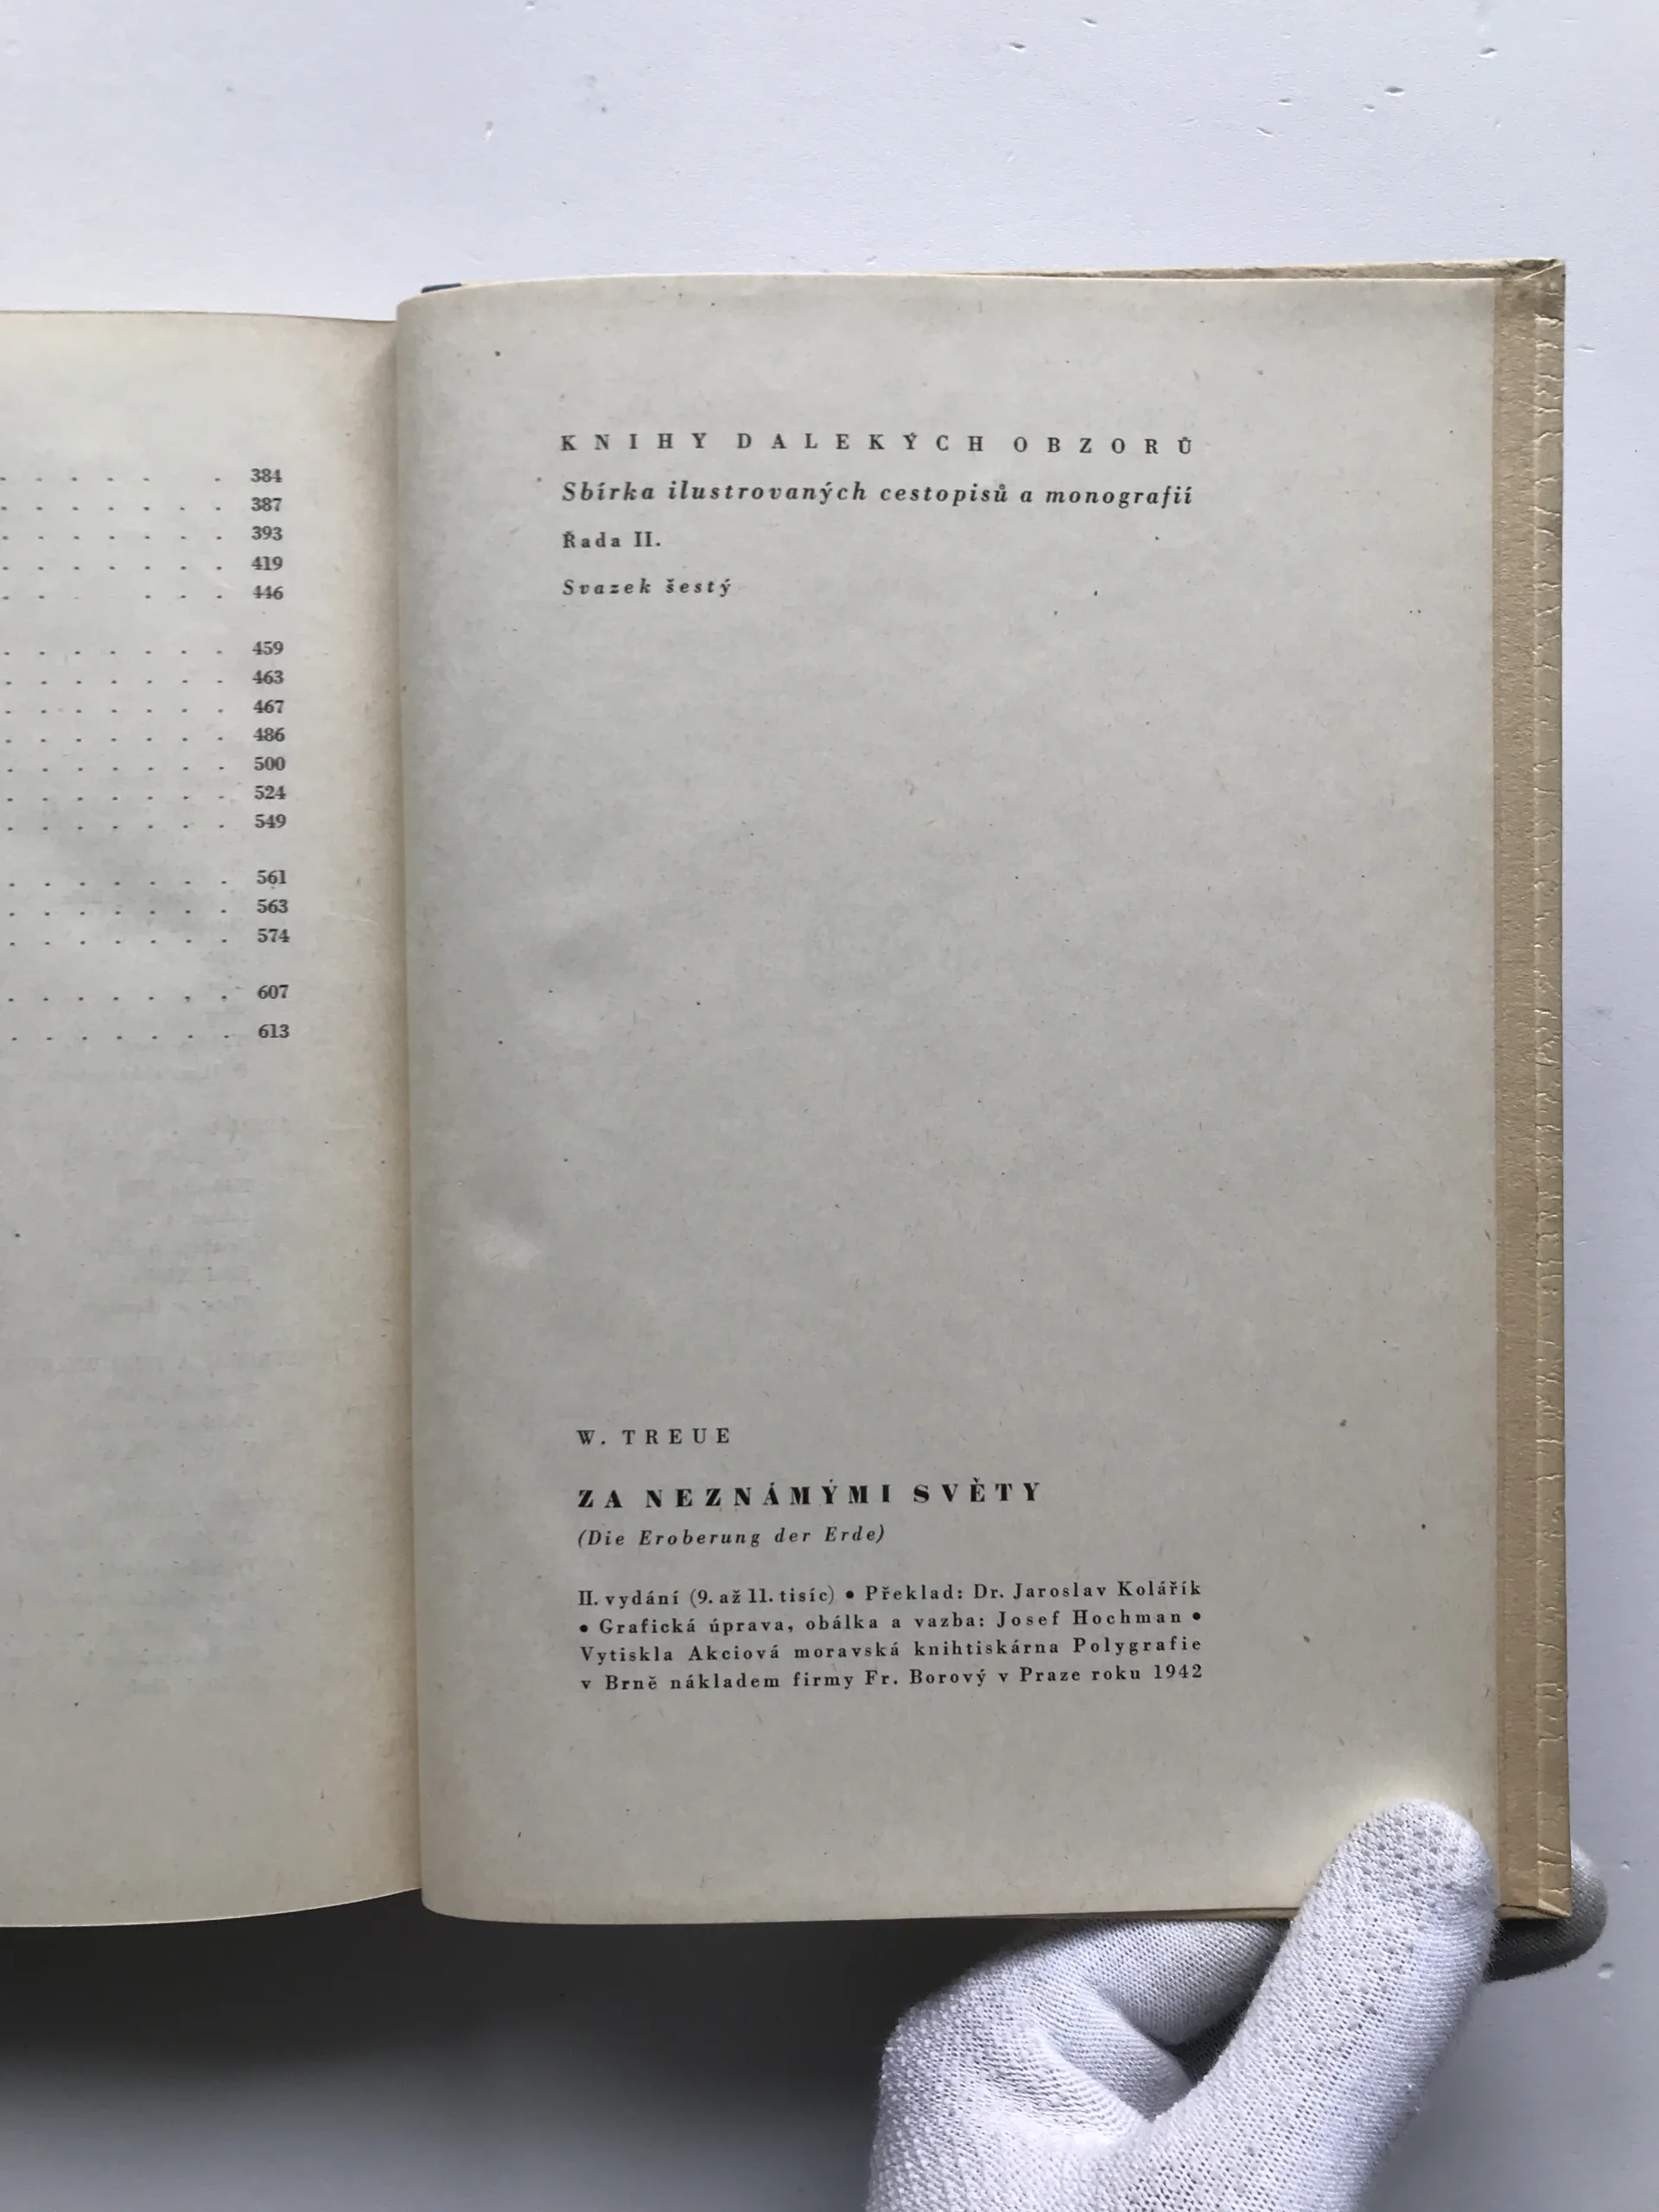 384
387
393
419
446
459
463
467
486
500
524
549
561
563
574
607
613
KNIHY DALEKÝCH OBZORŮ
Sbírka ilustrovaných cestopisů a monografií
Řada II.
Svazek šestý
W. TREUE
ZA NEZNÁMÝMI SVĚTY
(Die Eroberung der Erde)
II. vydání (9. až 11. tisíc) • Překlad: Dr. Jaroslav Kolářík
• Grafická úprava, obálka a vazba: Josef Hochman •
Vytiskla Akciová moravská knihtiskárna Polygrafie
v Brně nákladem firmy Fr. Borový v Praze roku 1942